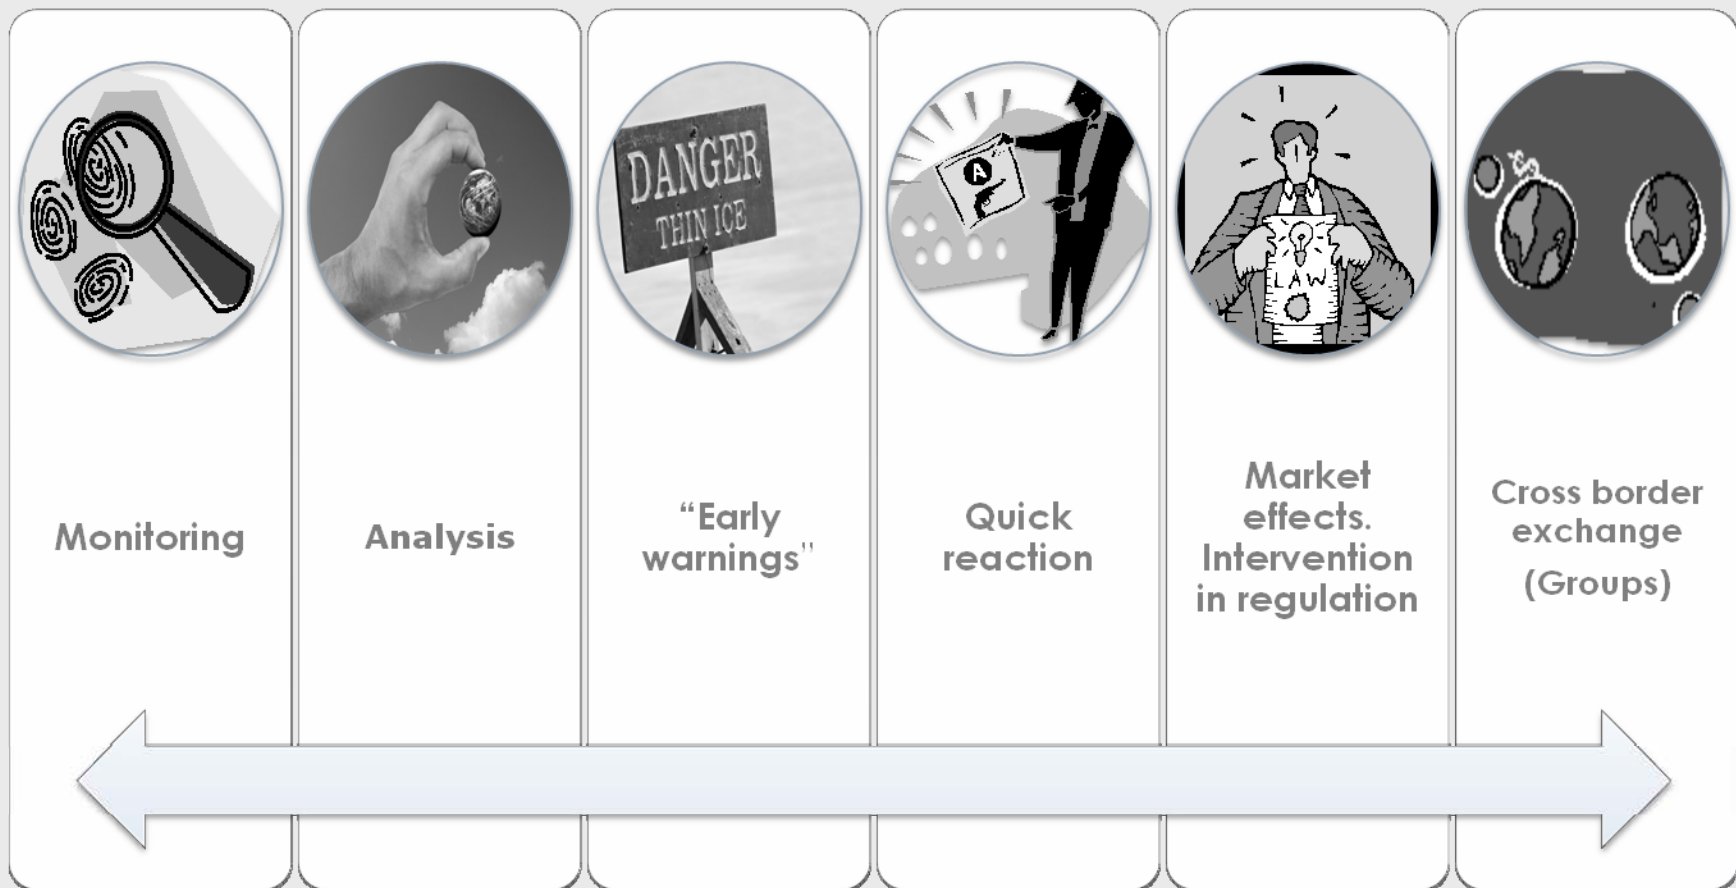 DANGER
THIN ICE
A
LAW
Monitoring
Analysis
“Early
warnings”
Quick
reaction
Market
effects.
Intervention
in regulation
Cross border
exchange
(Groups)